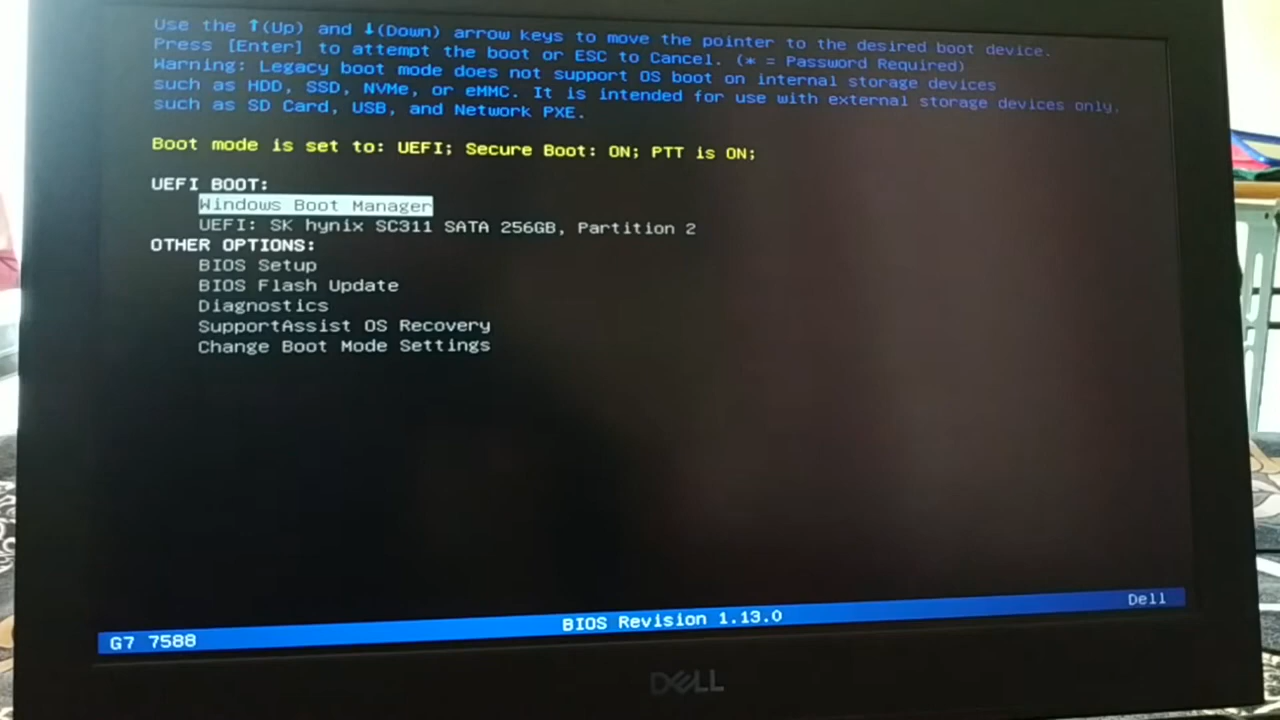 Use the ↑(Up) and ↓(Down) arrow keys to move the pointer to the desired boot device.
Press [Enter] to attempt the boot or ESC to Cancel. (* = Password Required)
Warning: Legacy boot mode does not support OS boot on internal storage devices
such as HDD, SSD, NVMe, or eMMC. It is intended for use with external storage devices only,
such as SD Card, USB, and Network PXE.
Boot mode is set to: UEFI; Secure Boot: ON; PTT is ON;
UEFI BOOT:
Windows Boot Manager
UEFI: SK hynix SC311 SATA 256GB, Partition 2
OTHER OPTIONS:
BIOS Setup
BIOS Flash Update
Diagnostics
SupportAssist OS Recovery
Change Boot Mode Settings
G7 7588 BIOS Revision 1.13.0 Dell
DELL